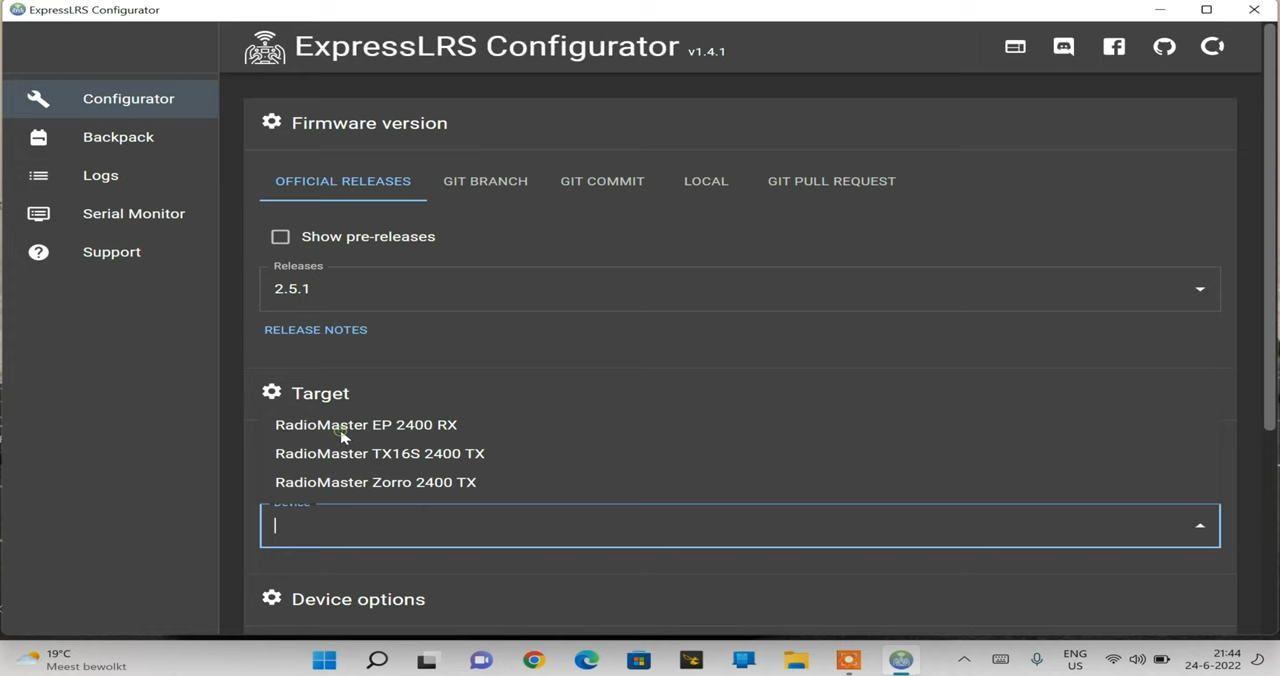 ExpressLRS Configurator
ExpressLRS Configurator v1.4.1
Configurator
Backpack
Logs
Serial Monitor
Support
Firmware version
OFFICIAL RELEASES GIT BRANCH GIT COMMIT LOCAL GIT PULL REQUEST
Show pre-releases
Releases
2.5.1
RELEASE NOTES
Target
RadioMaster EP 2400 RX
RadioMaster TX16S 2400 TX
RadioMaster Zorro 2400 TX
Device
Device options
19°C
Meest bewolkt
ENG
US
21:44
24-6-2022